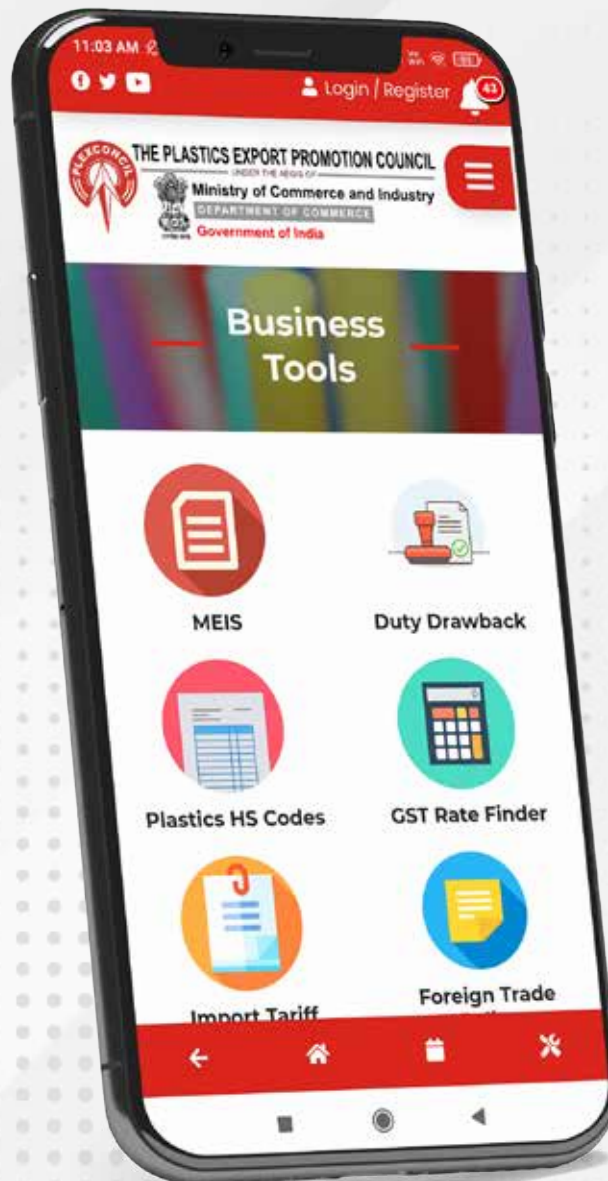 11:03 AM
Login / Register
43
PLEXCONCIL
THE PLASTICS EXPORT PROMOTION COUNCIL
UNDER THE AEGIS OF
Ministry of Commerce and Industry
DEPARTMENT OF COMMERCE
Government of India
Business
Tools
MEIS
Duty Drawback
Plastics HS Codes
GST Rate Finder
Import Tariff
Foreign Trade